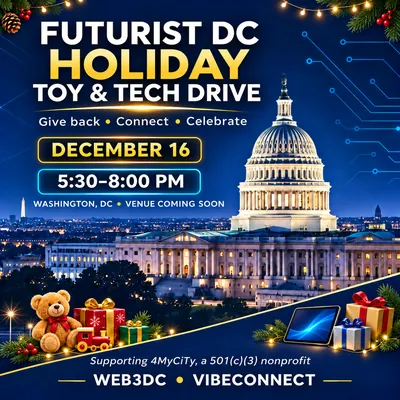 FUTURIST DC
HOLIDAY
TOY & TECH DRIVE
Give back • Connect • Celebrate
DECEMBER 16
5:30–8:00 PM
WASHINGTON, DC • VENUE COMING SOON
Supporting 4MyCiTy, a 501(c)(3) nonprofit
WEB3DC • VIBECONNECT